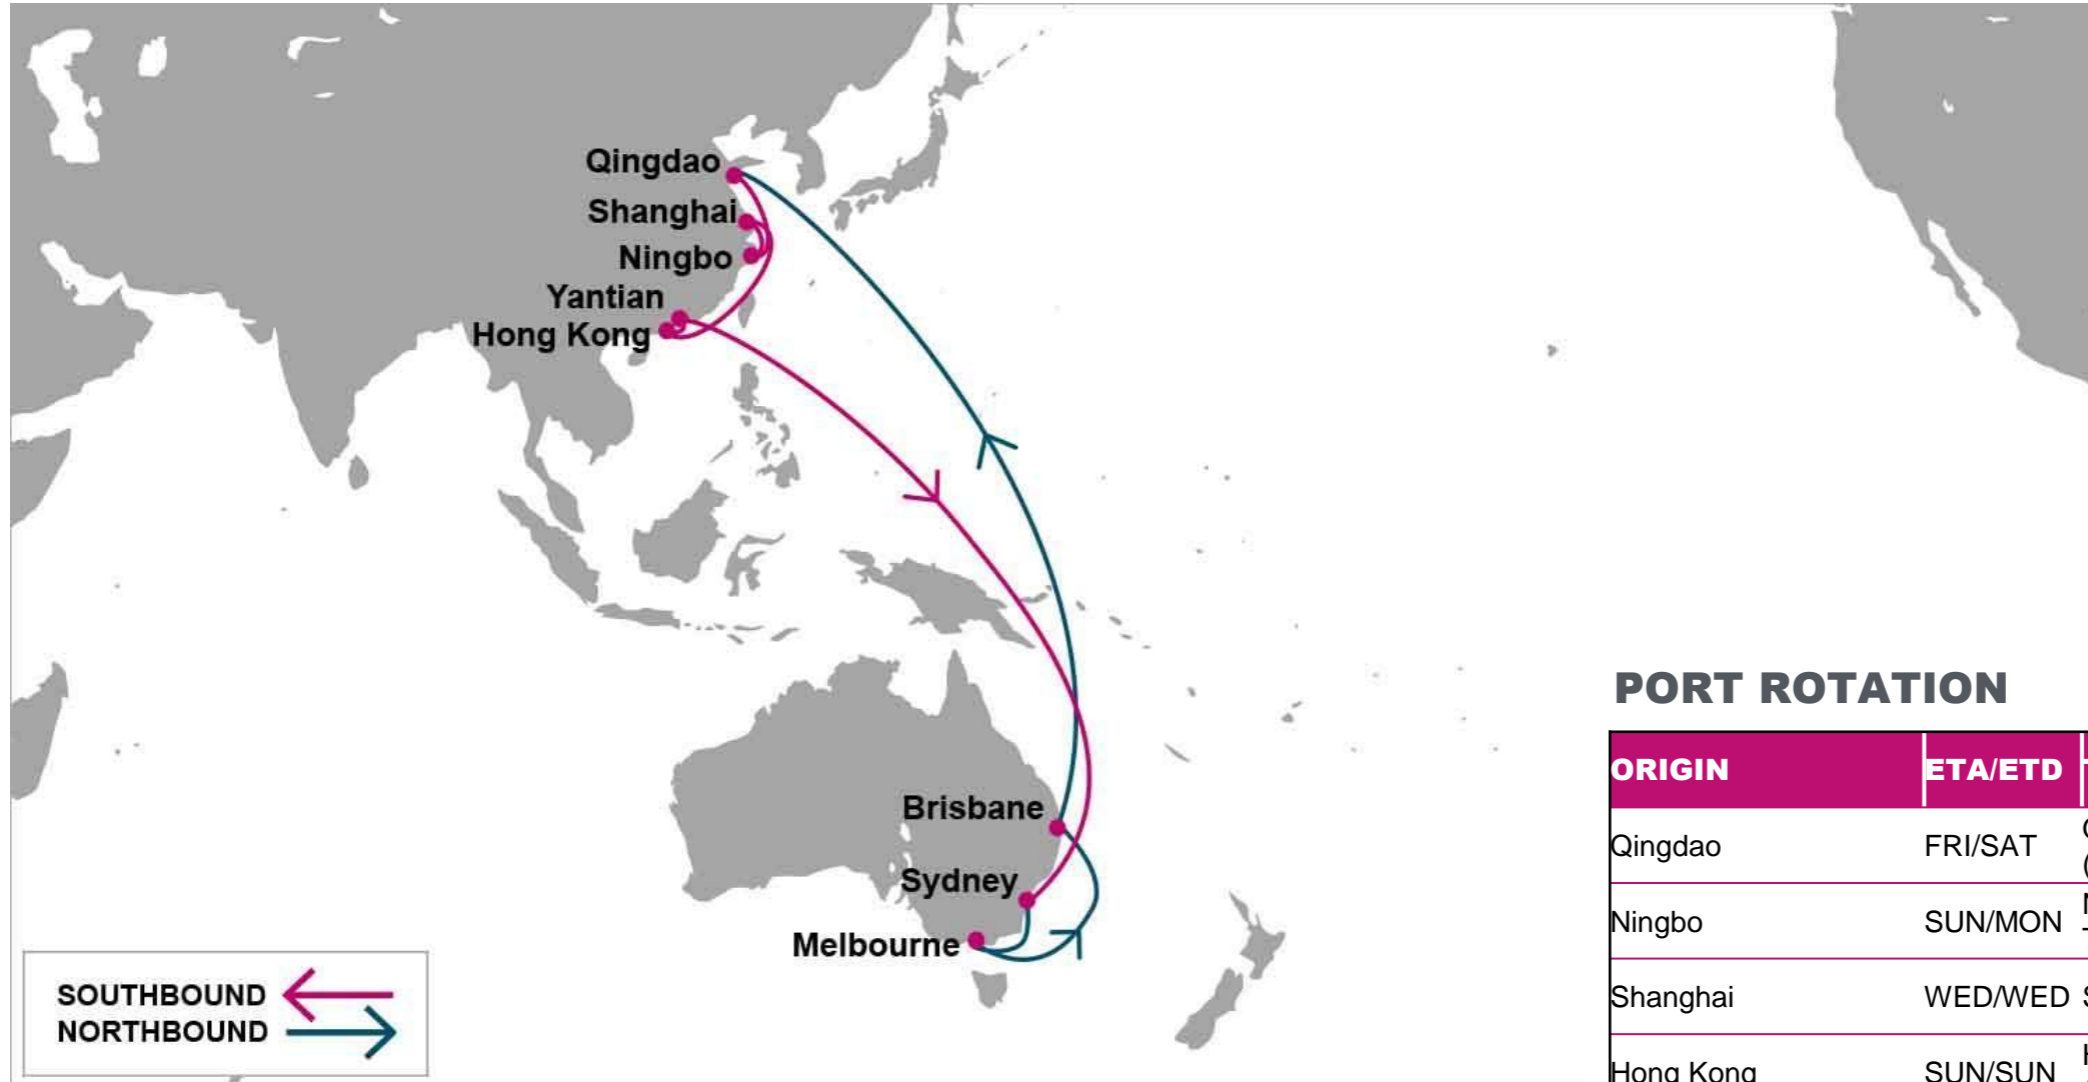 Qingdao
Shanghai
Ningbo
Yantian
Hong Kong
Brisbane
Sydney
Melbourne
SOUTHBOUND
NORTHBOUND
PORT ROTATION
ORIGIN ETA/ETD
Qingdao FRI/SAT
Ningbo SUN/MON
Shanghai WED/WED
Hong Kong SUN/SUN